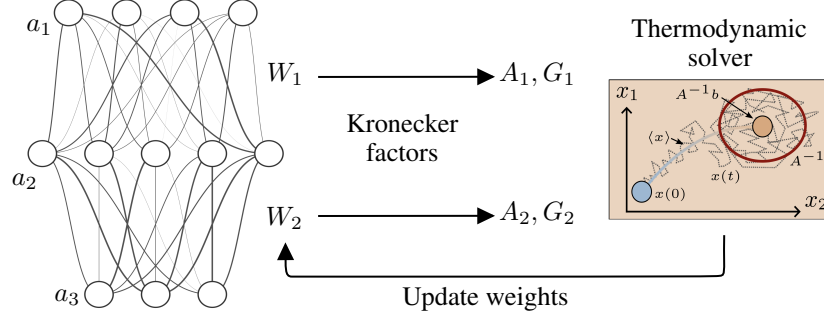 a₁
a₂
a₃
W₁
A₁, G₁
Kronecker
factors
W₂
A₂, G₂
Update weights
Thermodynamic
solver
x₁
A⁻¹b
⟨x⟩
A⁻¹
x(t)
x(0)
x₂